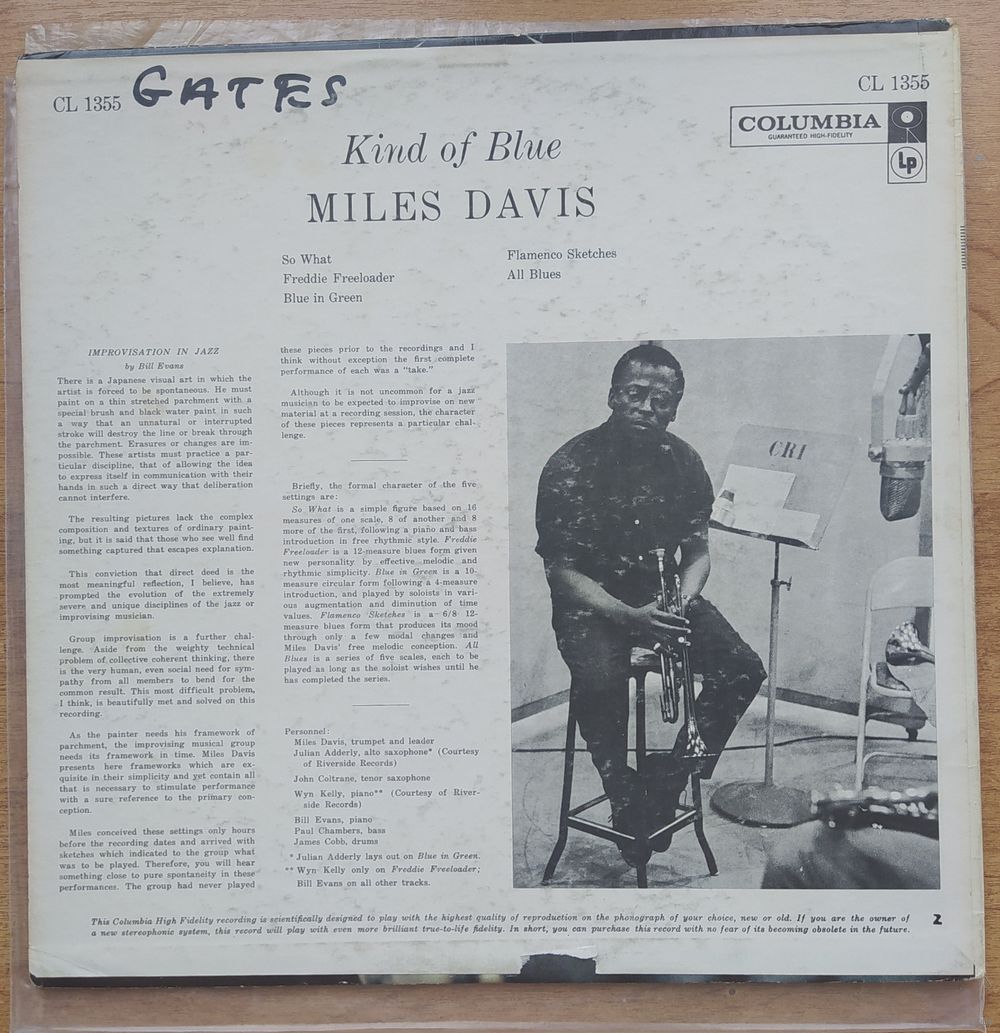 CL 1355
GATES
CL 1355
COLUMBIA
GUARANTEED HIGH-FIDELITY
Lp
Kind of Blue
MILES DAVIS
So What
Freddie Freeloader
Blue in Green
Flamenco Sketches
All Blues
IMPROVISATION IN JAZZ
by Bill Evans
There is a Japanese visual art in which the
artist is forced to be spontaneous. He must
paint on a thin stretched parchment with a
special brush and black water paint in such
a way that an unnatural or interrupted
stroke will destroy the line or break through
the parchment. Erasures or changes are im-
possible. These artists must practice a par-
ticular discipline, that of allowing the idea
to express itself in communication with their
hands in such a direct way that deliberation
cannot interfere.
The resulting pictures lack the complex
composition and textures of ordinary paint-
ing, but it is said that those who see well find
something captured that escapes explanation.
This conviction that direct deed is the
most meaningful reflection, I believe, has
prompted the evolution of the extremely
severe and unique disciplines of the jazz or
improvising musician.
Group improvisation is a further chal-
lenge. Aside from the weighty technical
problem of collective coherent thinking, there
is the very human, even social need for sym-
pathy from all members to bend for the
common result. This most difficult problem,
I think, is beautifully met and solved on this
recording.
As the painter needs his framework of
parchment, the improvising musical group
needs its framework in time. Miles Davis
presents here frameworks which are ex-
quisite in their simplicity and yet contain all
that is necessary to stimulate performance
with a sure reference to the primary con-
ception.
Miles conceived these settings only hours
before the recording dates and arrived with
sketches which indicated to the group what
was to be played. Therefore, you will hear
something close to pure spontaneity in these
performances. The group had never played
these pieces prior to the recordings and I
think without exception the first complete
performance of each was a "take."
Although it is not uncommon for a jazz
musician to be expected to improvise on new
material at a recording session, the character
of these pieces represents a particular chal-
lenge.
Briefly, the formal character of the five
settings are:
So What is a simple figure based on 16
measures of one scale, 8 of another and 8
more of the first, following a piano and bass
introduction in free rhythmic style. Freddie
Freeloader is a 12-measure blues form given
new personality by effective melodic and
rhythmic simplicity. Blue in Green is a 10-
measure circular form following a 4-measure
introduction, and played by soloists in vari-
ous augmentation and diminution of time
values. Flamenco Sketches is a 6/8 12-
measure blues form that produces its mood
through only a few modal changes and
Miles Davis' free melodic conception. All
Blues is a series of five scales, each to be
played as long as the soloist wishes until he
has completed the series.
Personnel:
Miles Davis, trumpet and leader
Julian Adderly, alto saxophone* (Courtesy
of Riverside Records)
John Coltrane, tenor saxophone
Wyn Kelly, piano** (Courtesy of River-
side Records)
Bill Evans, piano
Paul Chambers, bass
James Cobb, drums
* Julian Adderly lays out on Blue in Green.
** Wyn Kelly only on Freddie Freeloader;
Bill Evans on all other tracks.
CRI
This Columbia High Fidelity recording is scientifically designed to play with the highest quality of reproduction on the phonograph of your choice, new or old. If you are the owner of
a new stereophonic system, this record will play with even more brilliant true-to-life fidelity. In short, you can purchase this record with no fear of its becoming obsolete in the future.
2